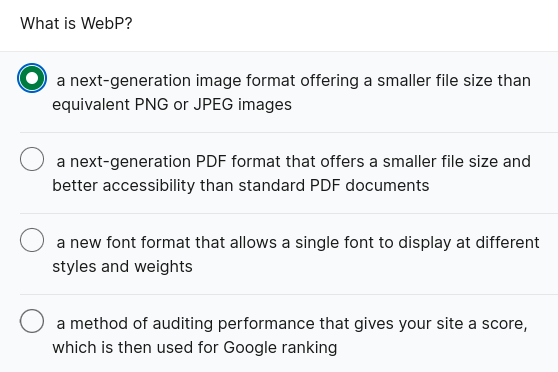 What is WebP?
a next-generation image format offering a smaller file size than
equivalent PNG or JPEG images
a next-generation PDF format that offers a smaller file size and
better accessibility than standard PDF documents
a new font format that allows a single font to display at different
styles and weights
a method of auditing performance that gives your site a score,
which is then used for Google ranking